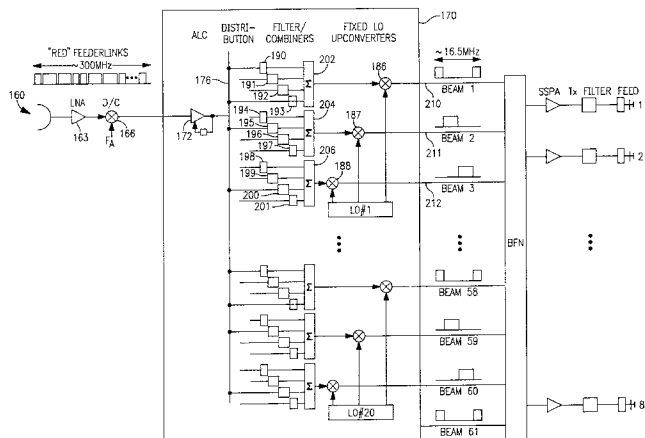 170
ALC
DISTRI-
BUTION
FILTER/
COMBINERS
FIXED LO
UPCONVERTERS
"RED" FEEDERLINKS
~300MHz
160
LNA
163
D/C
166
FA
172
176
190
191
192
193
194
195
196
197
198
199
200
201
202
204
206
Σ
Σ
Σ
186
187
188
LO#1
~16.5MHz
BEAM 1
210
BEAM 2
211
BEAM 3
212
BFN
SSPA Tx FILTER FEED
1
2
8
Σ
Σ
Σ
LO#20
BEAM 58
BEAM 59
BEAM 60
BEAM 61